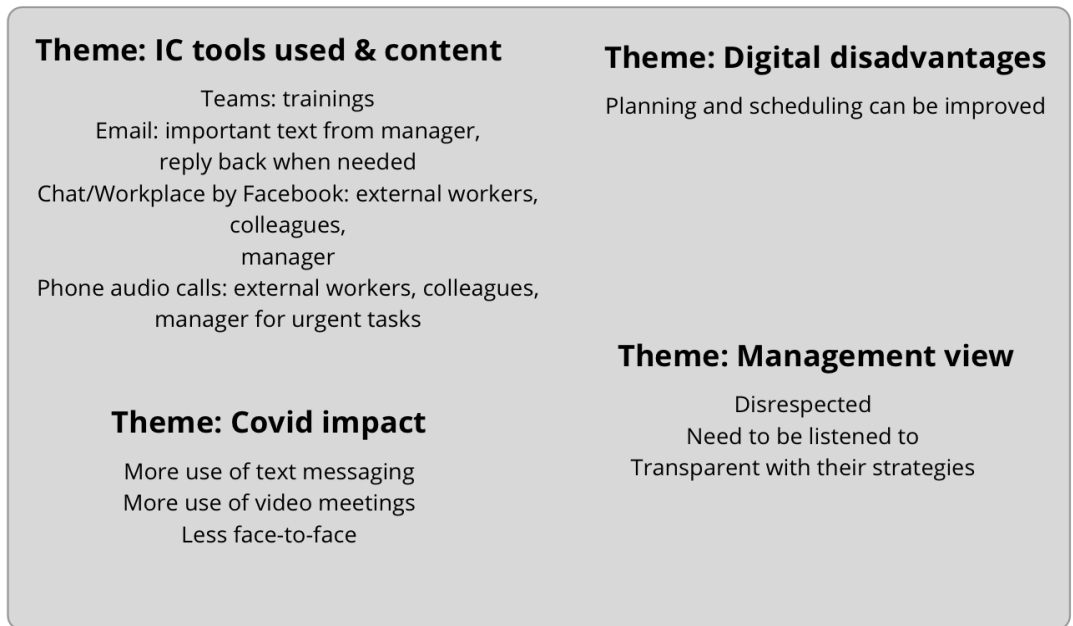 Theme: IC tools used & content
Teams: trainings
Email: important text from manager,
reply back when needed
Chat/Workplace by Facebook: external workers,
colleagues,
manager
Phone audio calls: external workers, colleagues,
manager for urgent tasks
Theme: Covid impact
More use of text messaging
More use of video meetings
Less face-to-face
Theme: Digital disadvantages
Planning and scheduling can be improved
Theme: Management view
Disrespected
Need to be listened to
Transparent with their strategies